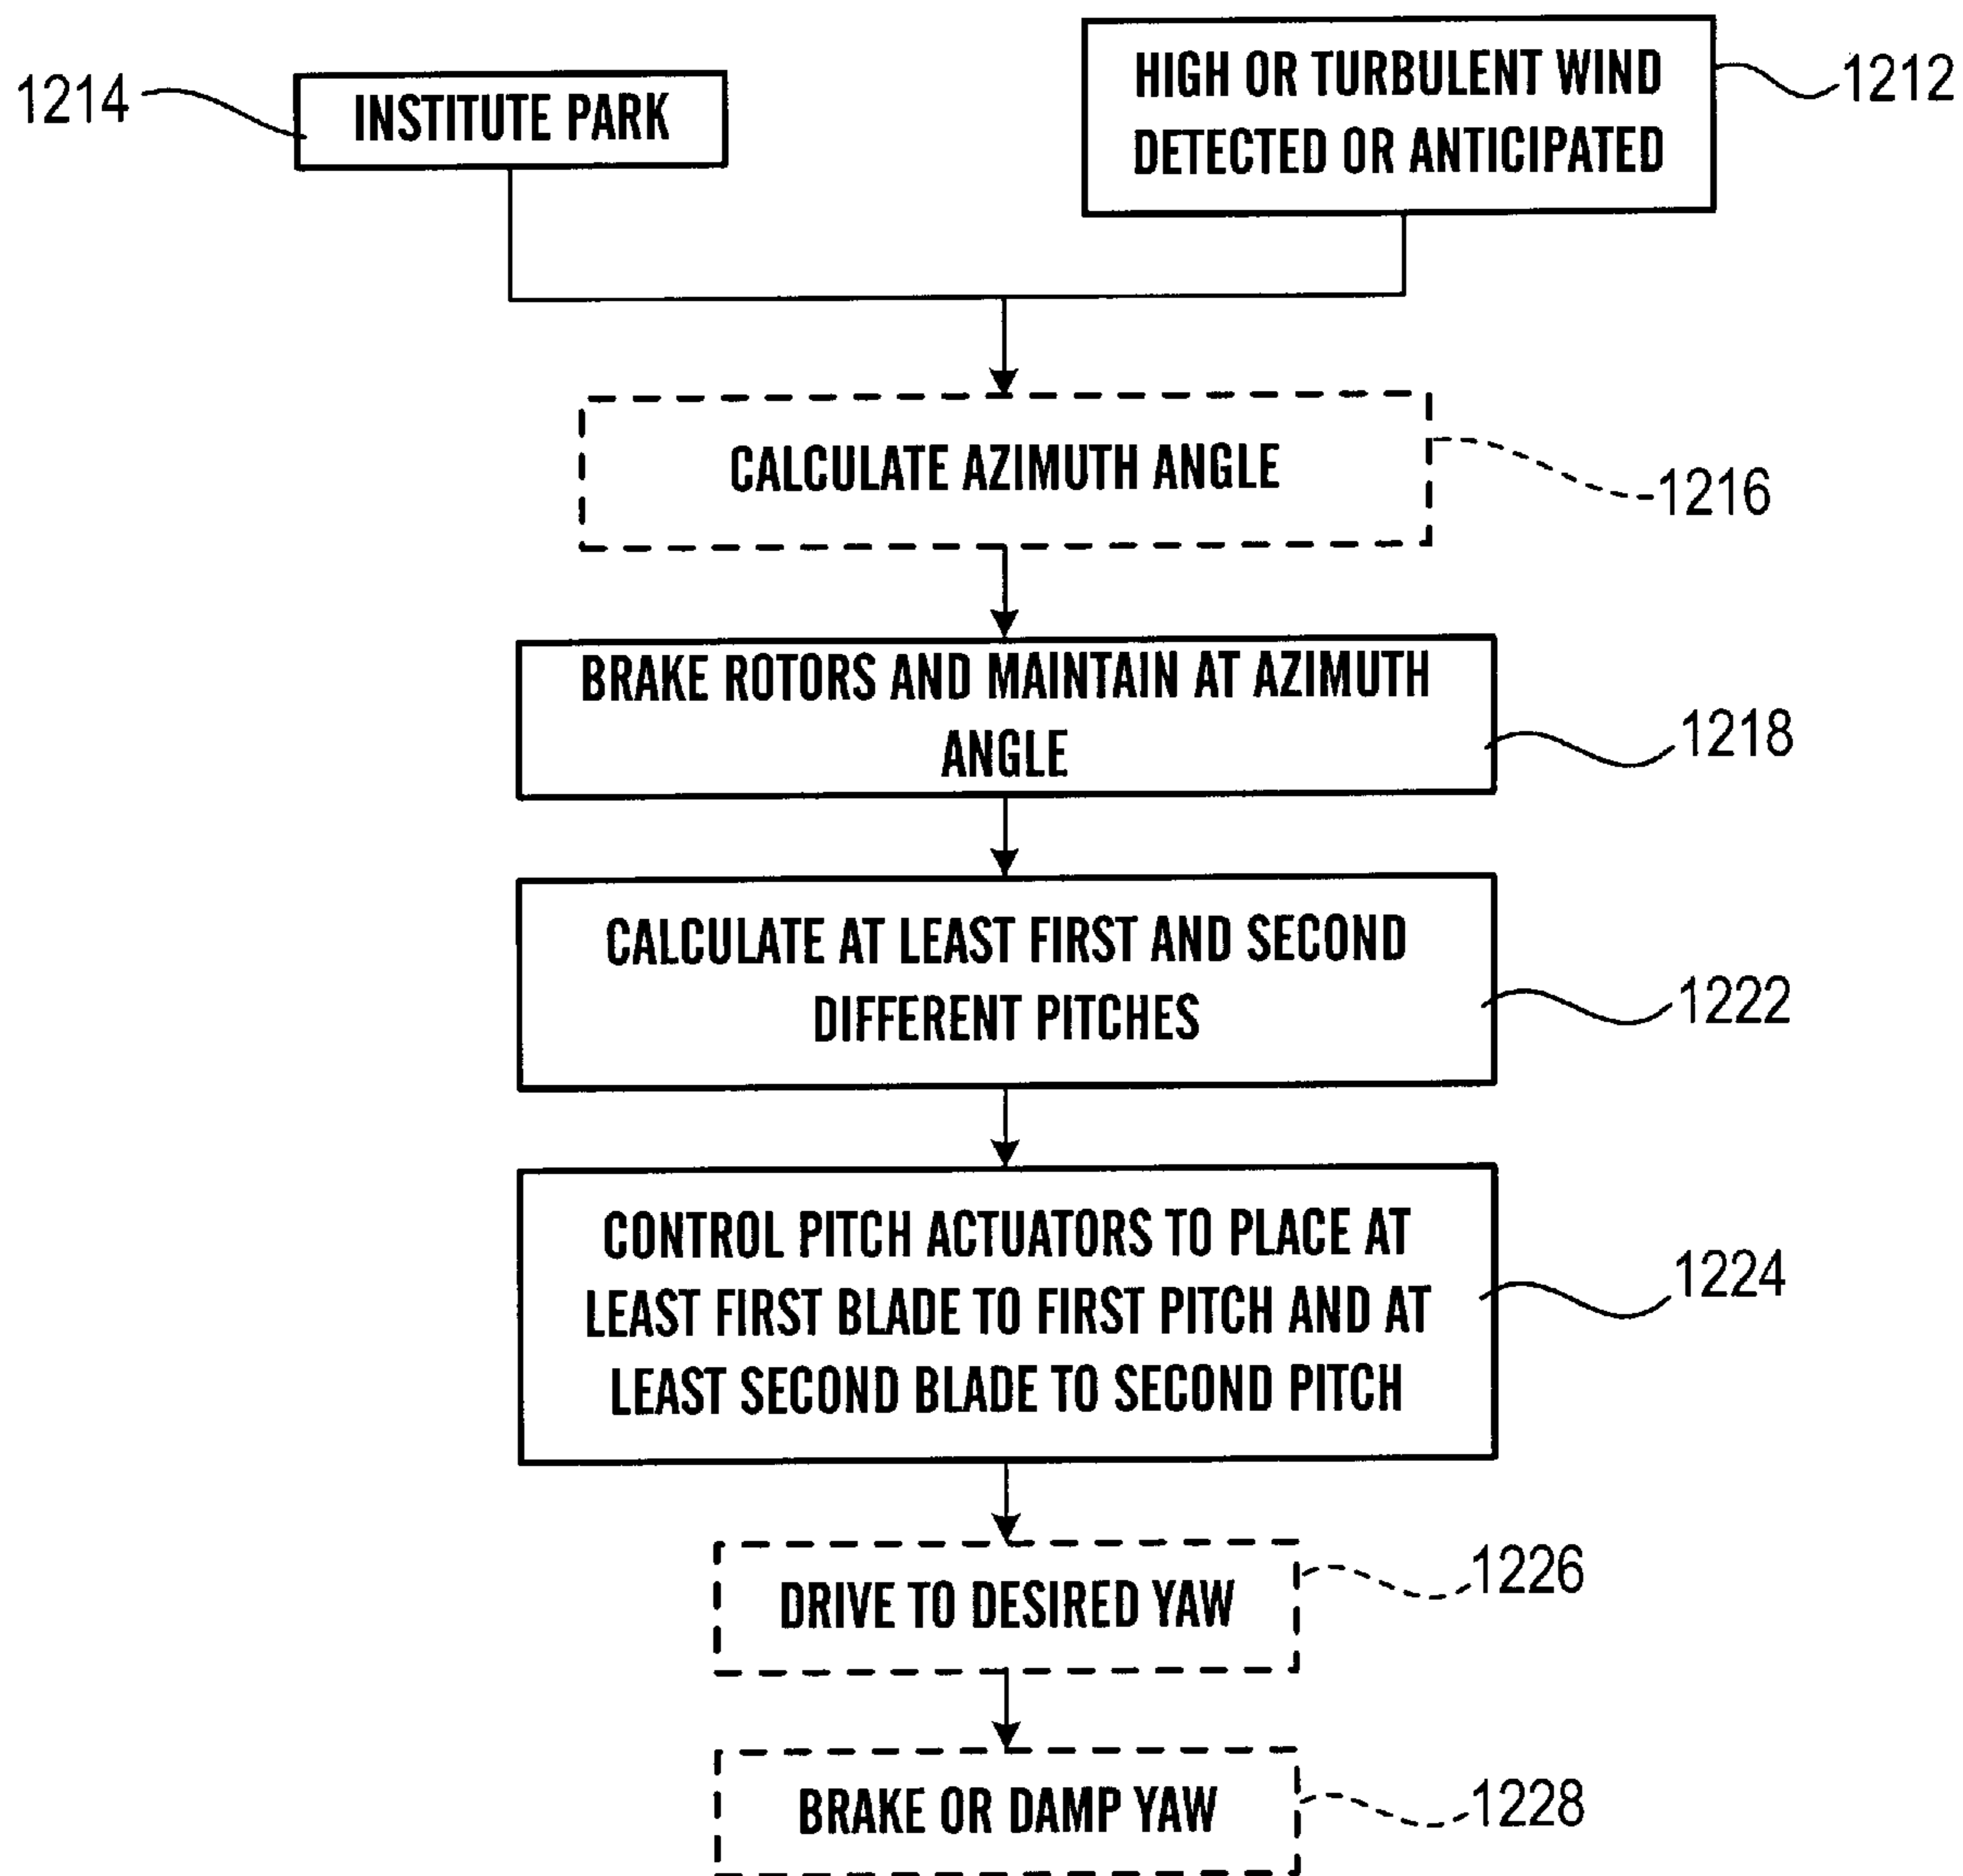 1214
INSTITUTE PARK
HIGH OR TURBULENT WIND
DETECTED OR ANTICIPATED
1212
CALCULATE AZIMUTH ANGLE
1216
BRAKE ROTORS AND MAINTAIN AT AZIMUTH
ANGLE
1218
CALCULATE AT LEAST FIRST AND SECOND
DIFFERENT PITCHES
1222
CONTROL PITCH ACTUATORS TO PLACE AT
LEAST FIRST BLADE TO FIRST PITCH AND AT
LEAST SECOND BLADE TO SECOND PITCH
1224
DRIVE TO DESIRED YAW
1226
BRAKE OR DAMP YAW
1228